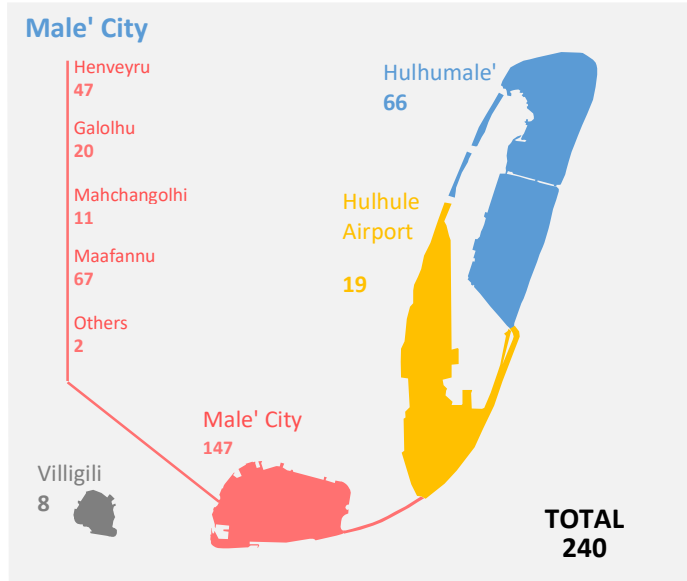 Male' City
Henveyru
47
Galolhu
20
Mahchangolhi
11
Maafannu
67
Others
2
Hulhumale'
66
Hulhule
Airport
19
Male' City
147
Villigili
8
TOTAL
240